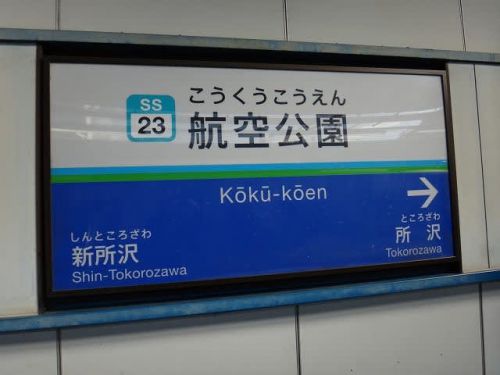 SS
23
こうくうこうえん
航空公園
Kōkū-kōen
→
しんところざわ
新所沢
Shin-Tokorozawa
ところざわ
所沢
Tokorozawa